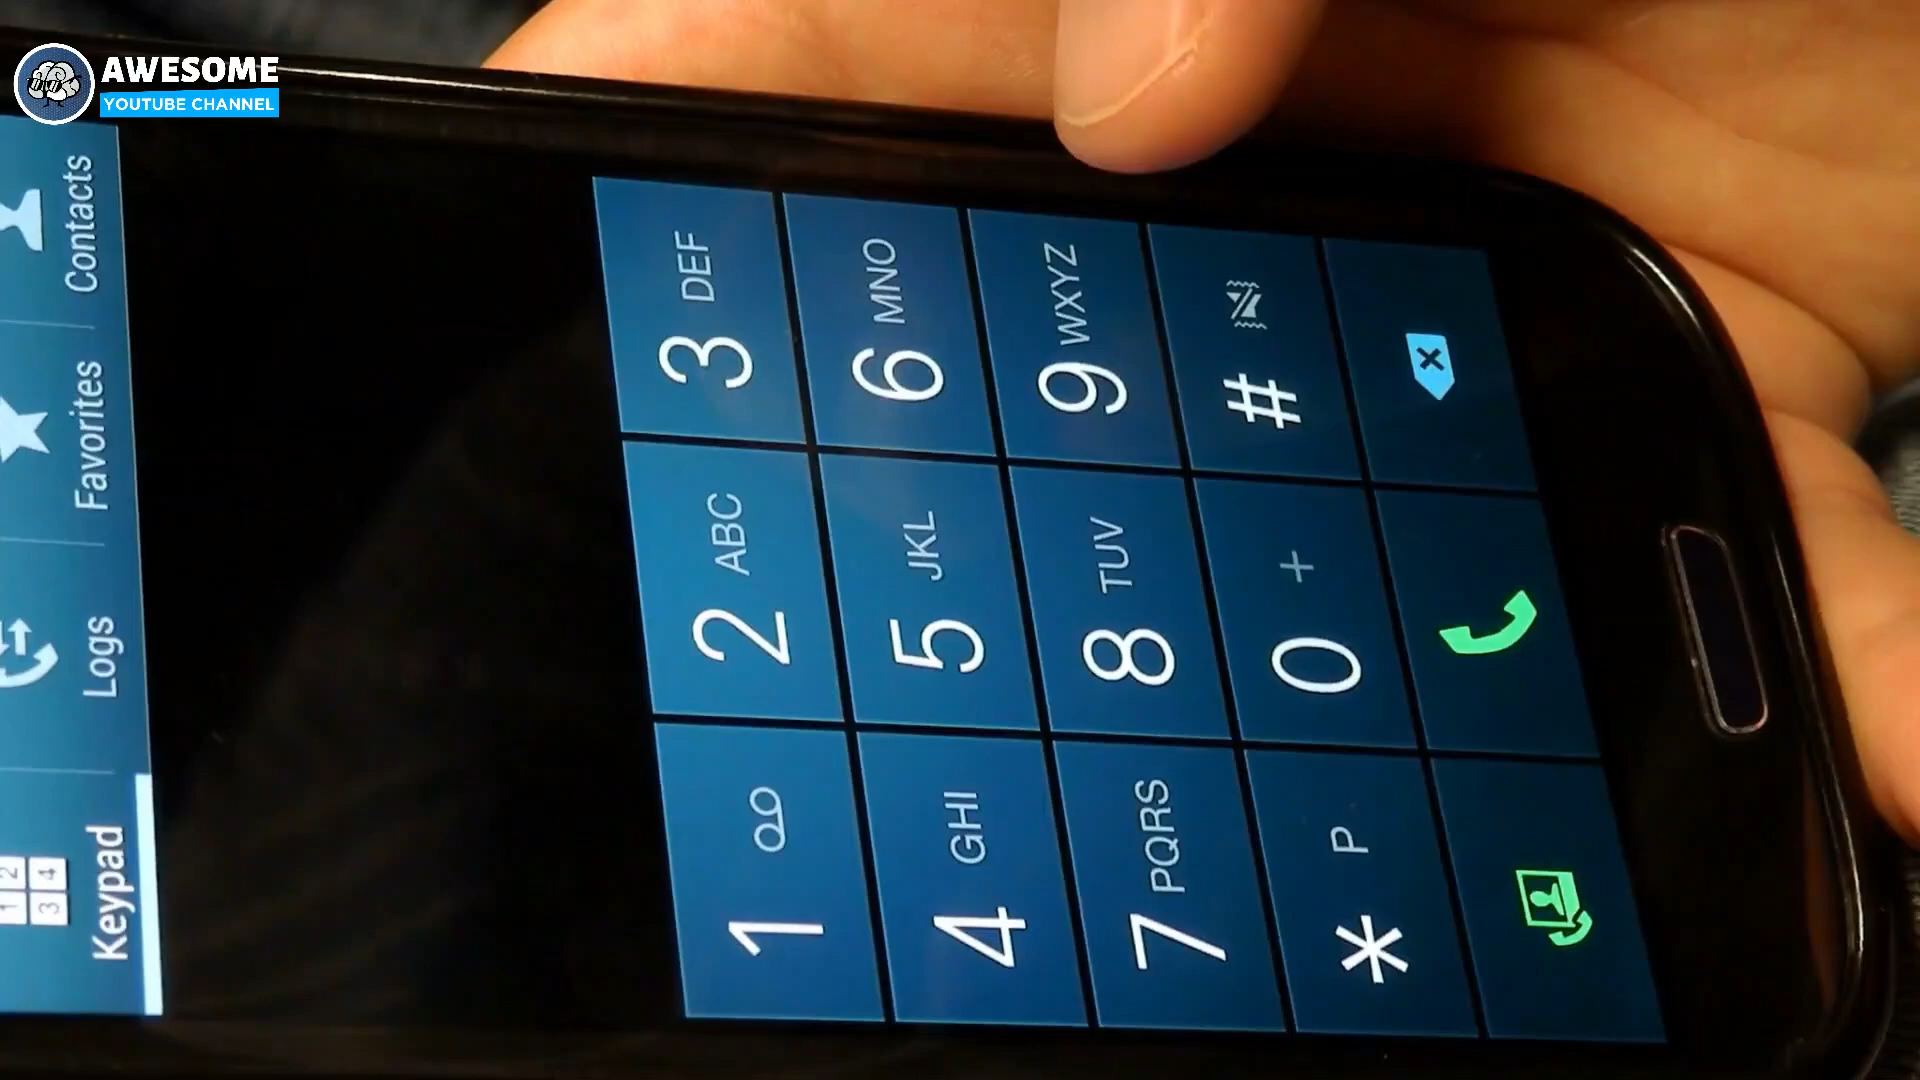 AWESOME
YOUTUBE CHANNEL
Keypad
Logs
Favorites
Contacts
1 2
3 4
1
2 ABC
3 DEF
4 GHI
5 JKL
6 MNO
7 PQRS
8 TUV
9 WXYZ
* P
0 +
#